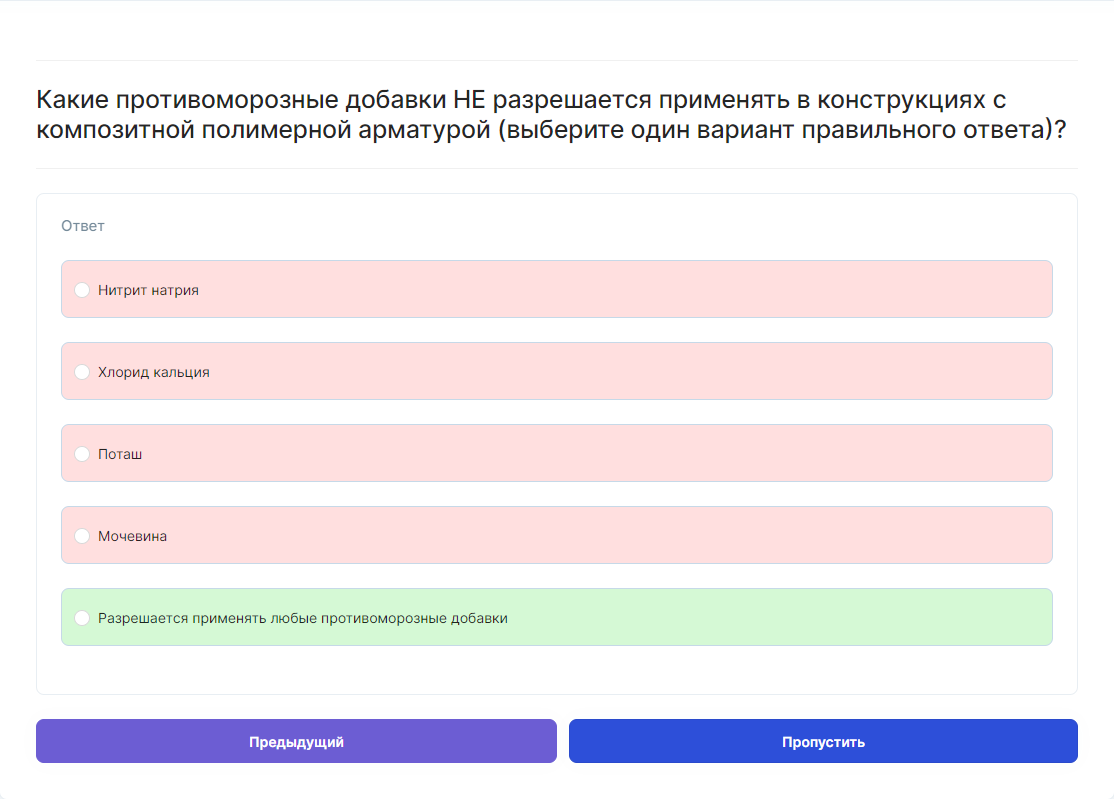 Какие противоморозные добавки НЕ разрешается применять в конструкциях с
композитной полимерной арматурой (выберите один вариант правильного ответа)?
Ответ
Нитрит натрия
Хлорид кальция
Поташ
Мочевина
Разрешается применять любые противоморозные добавки
Предыдущий
Пропустить